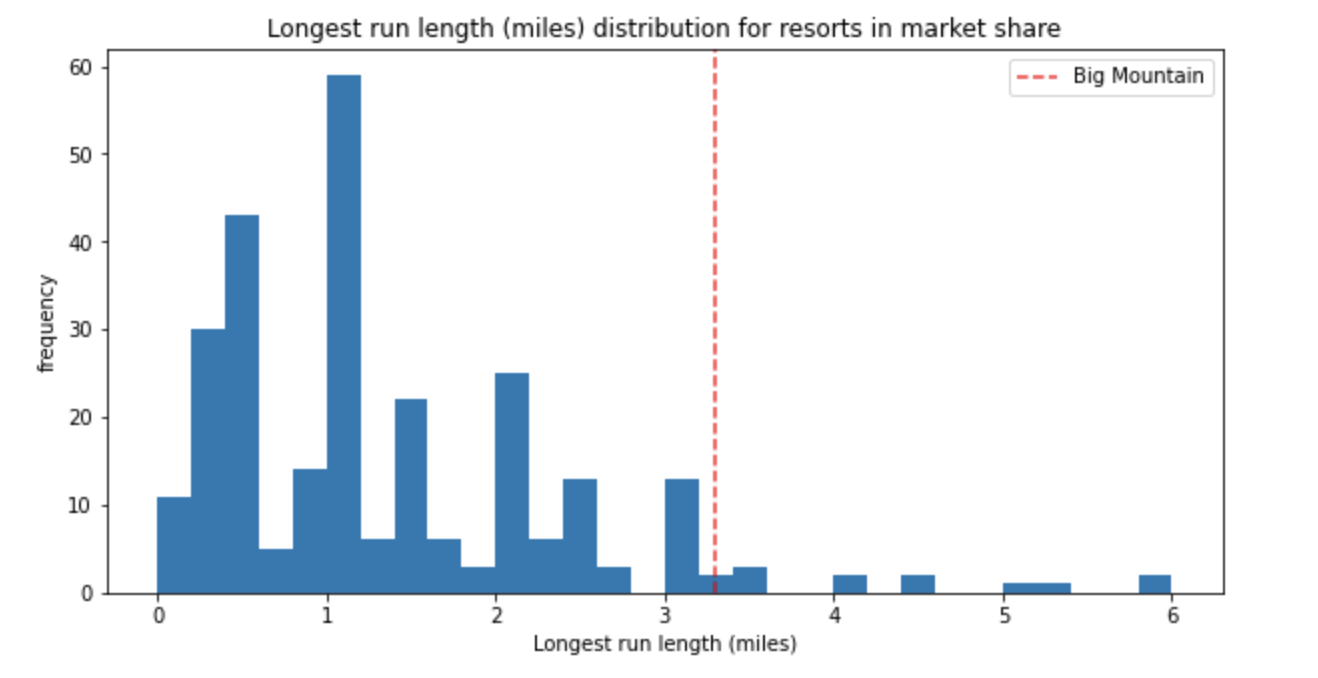 Longest run length (miles) distribution for resorts in market share
Big Mountain
60
50
40
30
20
10
0
frequency
0 1 2 3 4 5 6
Longest run length (miles)